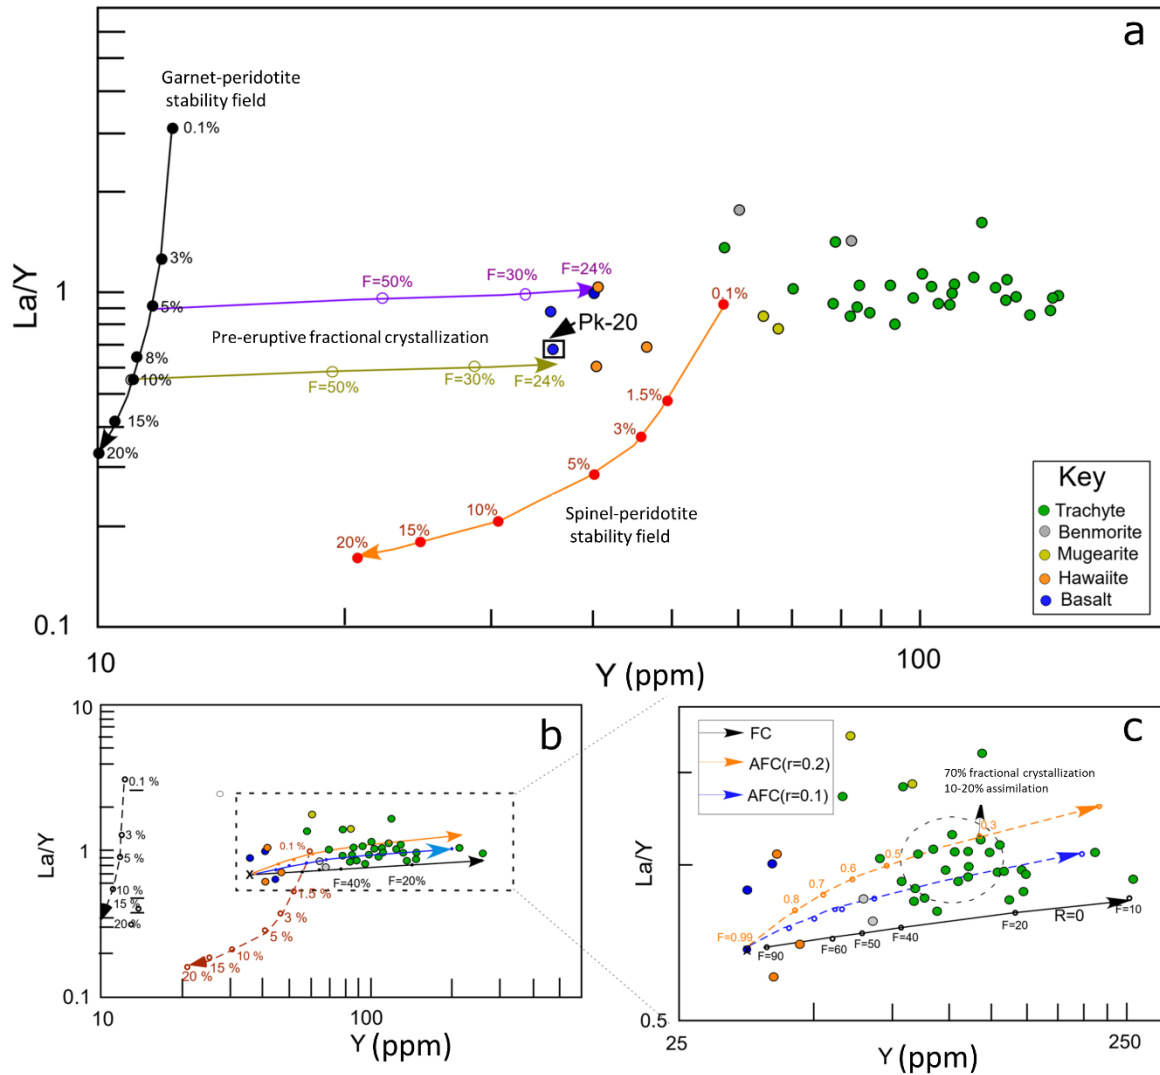 a
Garnet-peridotite
stability field
0.1%
3%
5%
8%
10%
15%
20%
F=50%
F=30%
F=24%
Pre-eruptive fractional crystallization
Pk-20
F=50%
F=30%
F=24%
0.1%
1.5%
3%
5%
10%
15%
20%
Spinel-peridotite
stability field
Key
Trachyte
Benmorite
Mugearite
Hawaiite
Basalt
La/Y
1
0.1
10
100
Y (ppm)
b
10
1
0.1
La/Y
0.1 %
3 %
5 %
10 %
15 %
20%
0.1 %
1.5 %
3 %
5 %
10 %
15 %
20 %
F=40%
F=20%
10
100
Y (ppm)
c
FC
AFC(r=0.2)
AFC(r=0.1)
70% fractional crystallization
10-20% assimilation
0.3
0.5
0.6
0.7
0.8
F=0.99
F=90
F=60
F=50
F=40
F=20
R=0
F=10
La/Y
0.5
25
250
Y (ppm)